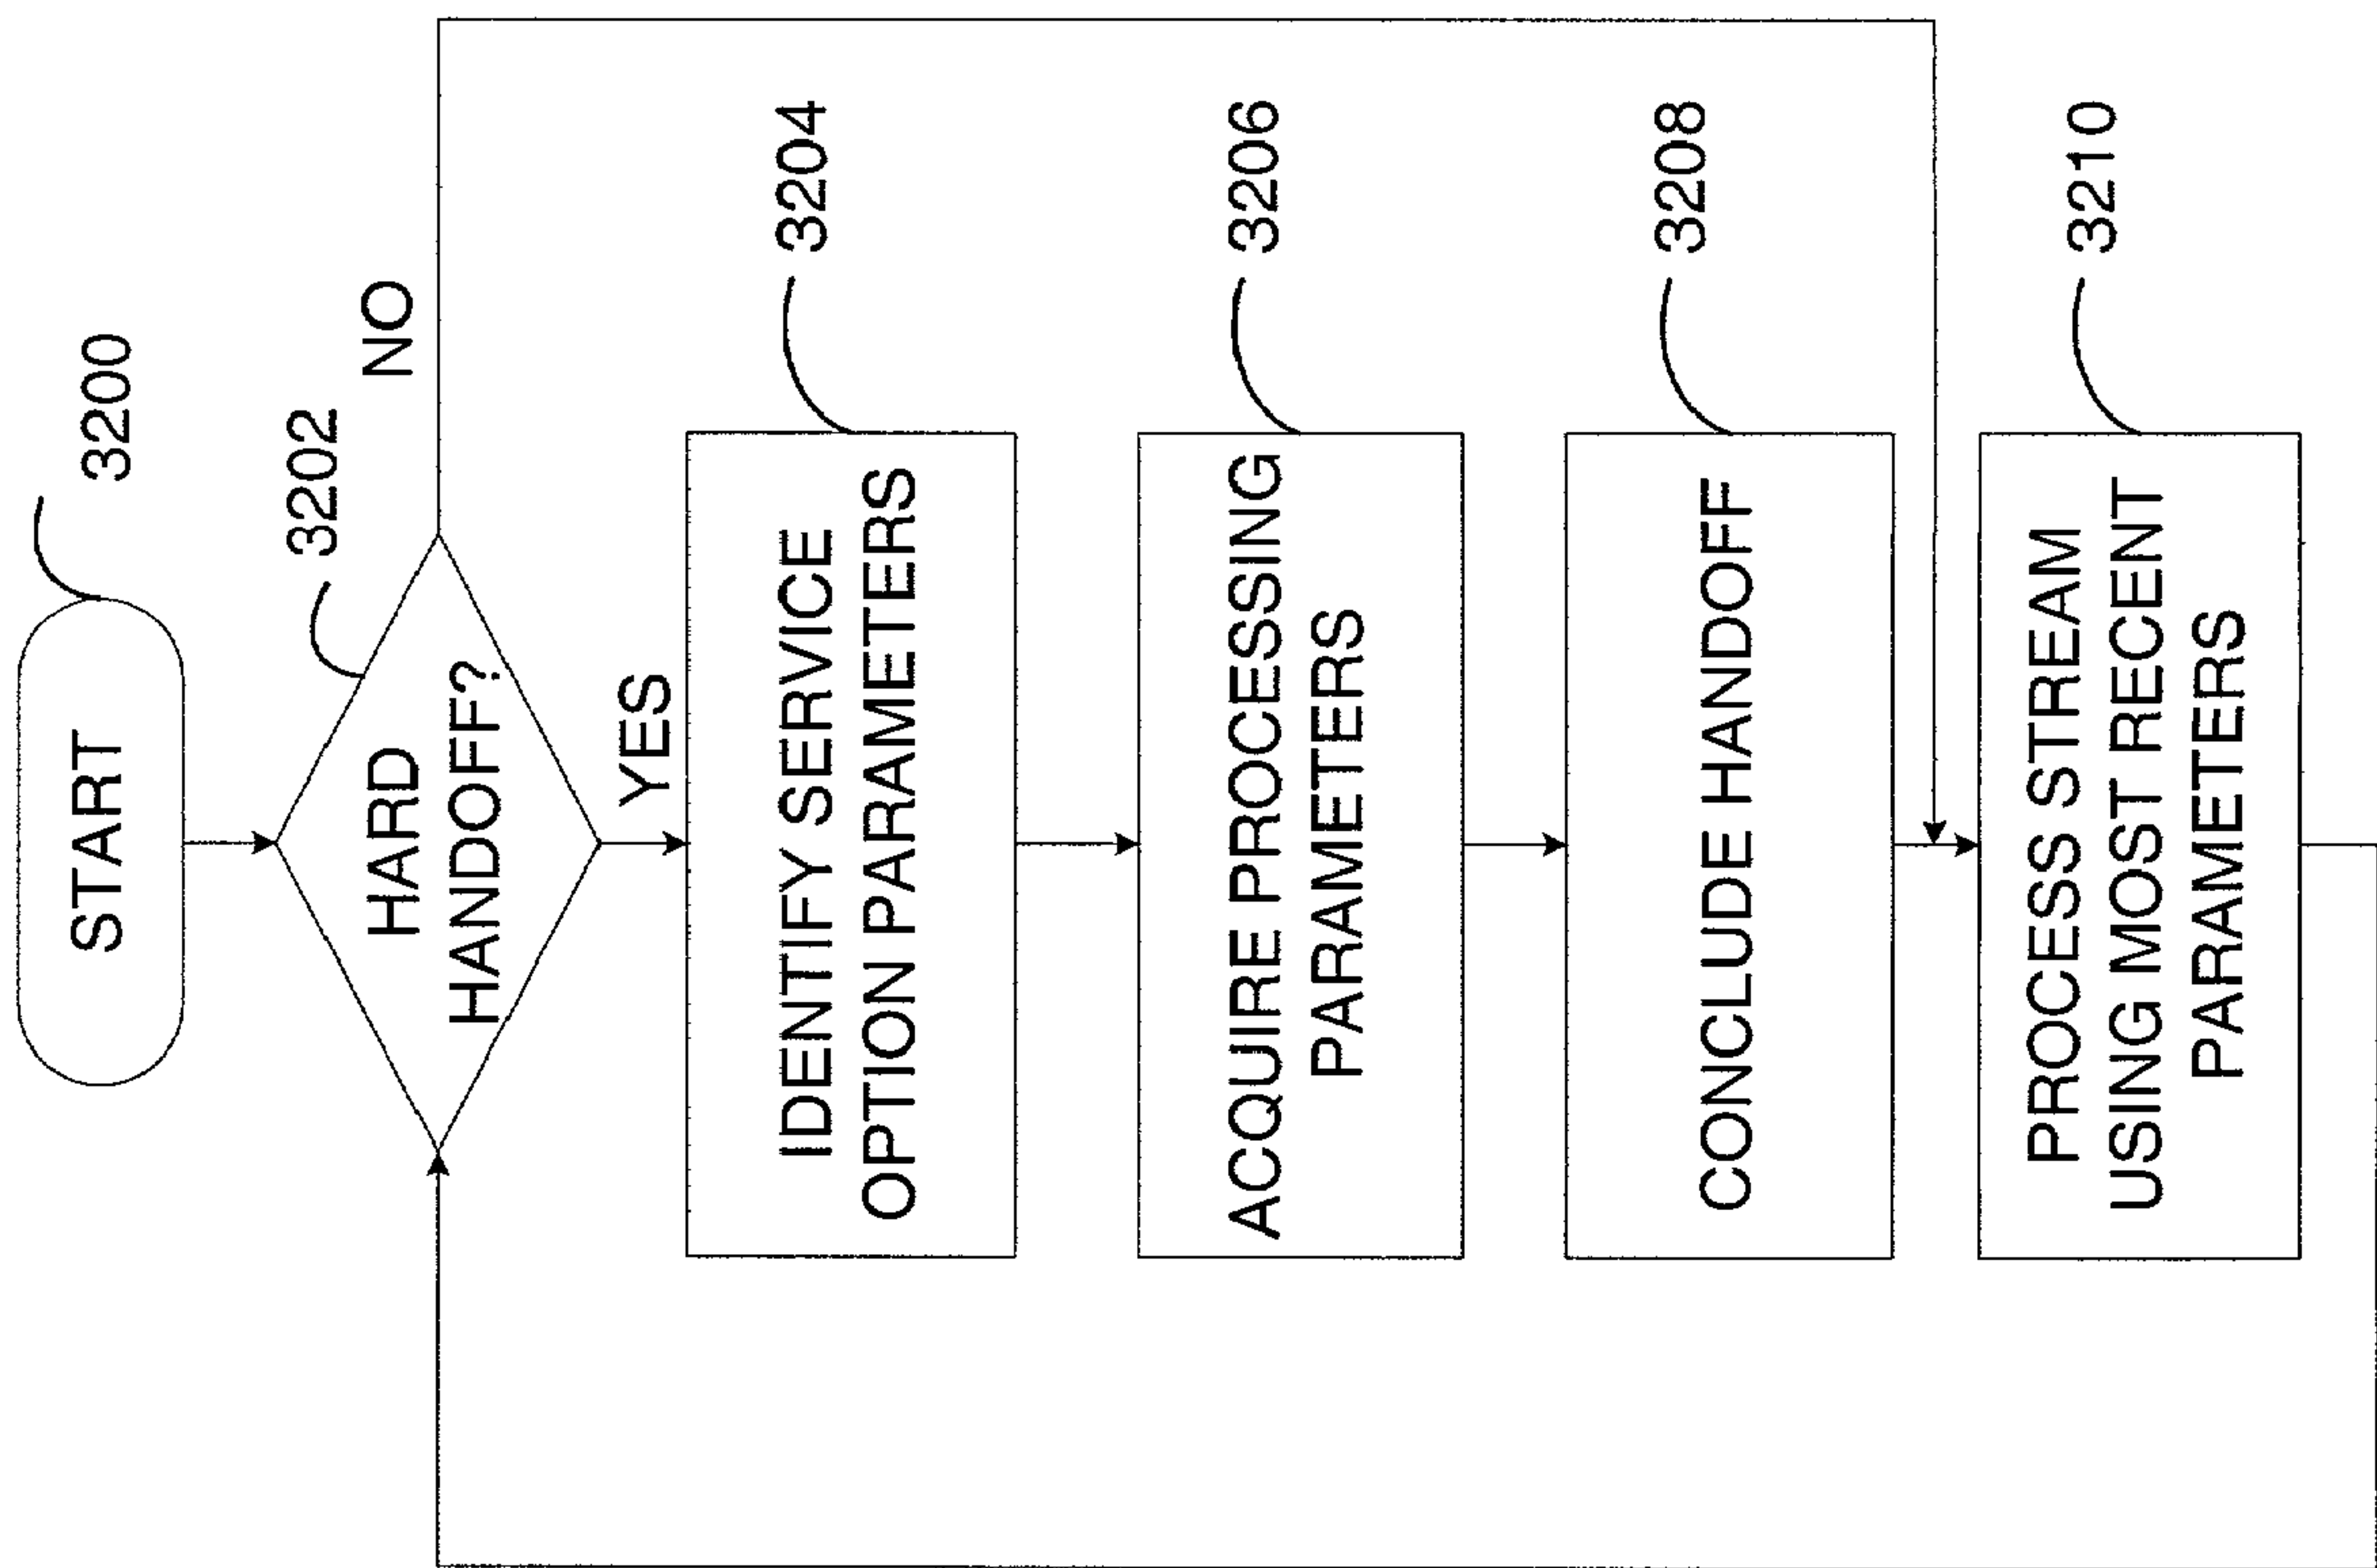 START
3200
HARD
HANDOFF?
3202
NO
YES
IDENTIFY SERVICE
OPTION PARAMETERS
3204
ACQUIRE PROCESSING
PARAMETERS
3206
CONCLUDE HANDOFF
3208
PROCESS STREAM
USING MOST RECENT
PARAMETERS
3210